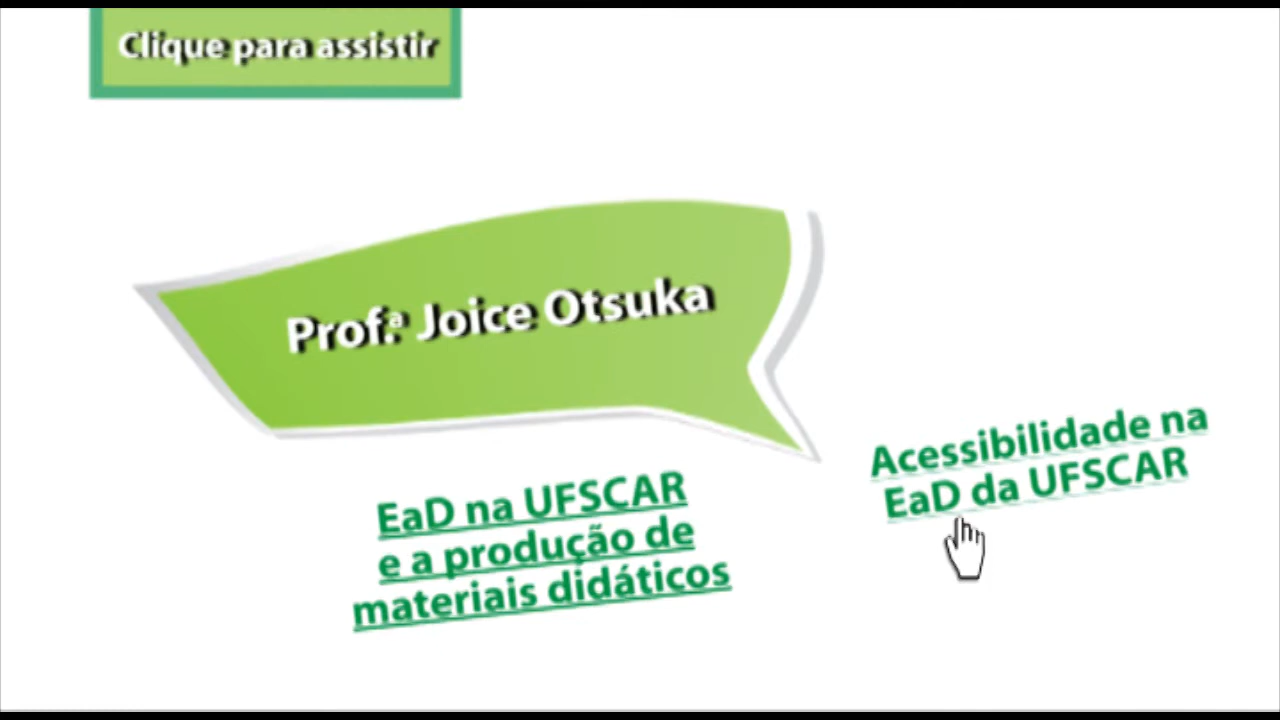 Clique para assistir
Prof.ª Joice Otsuka
EaD na UFSCAR
e a produção de
materiais didáticos
Acessibilidade na
EaD da UFSCAR